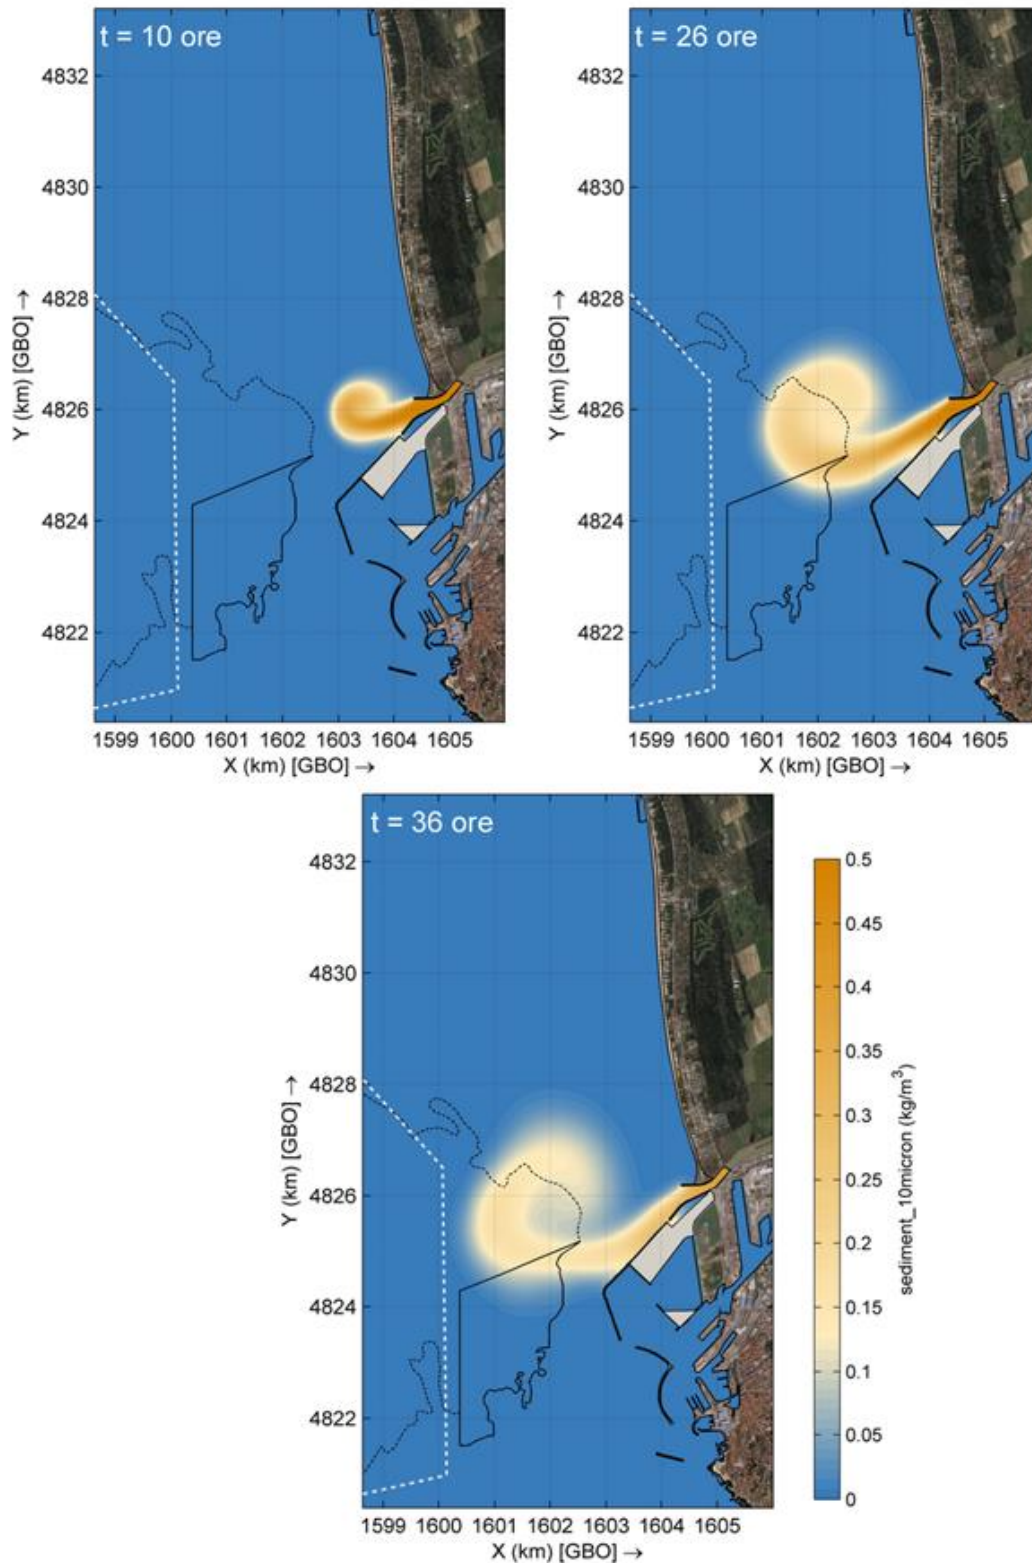 t = 10 ore
4832
4830
4828
4826
4824
4822
Y (km) [GBO] →
1599 1600 1601 1602 1603 1604 1605
X (km) [GBO] →
t = 26 ore
4832
4830
4828
4826
4824
4822
Y (km) [GBO] →
1599 1600 1601 1602 1603 1604 1605
X (km) [GBO] →
t = 36 ore
4832
4830
4828
4826
4824
4822
Y (km) [GBO] →
1599 1600 1601 1602 1603 1604 1605
X (km) [GBO] →
0.5
0.45
0.4
0.35
0.3
0.25
0.2
0.15
0.1
0.05
0
sediment_10micron (kg/m³)